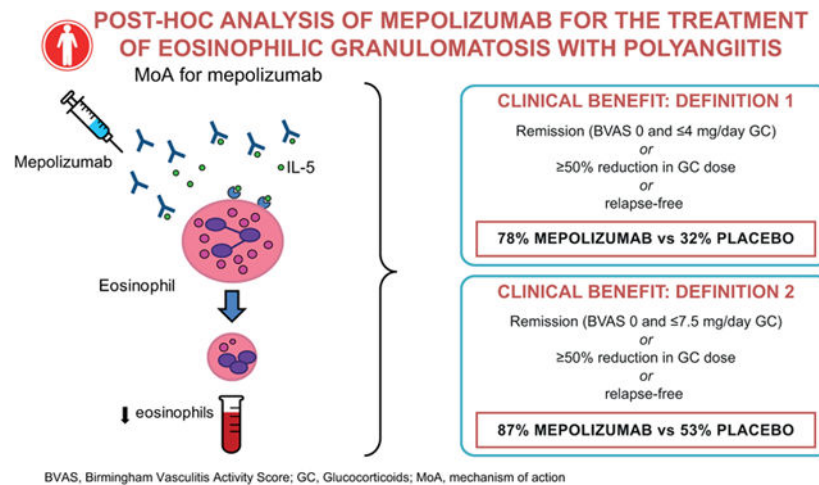 POST-HOC ANALYSIS OF MEPOLIZUMAB FOR THE TREATMENT
OF EOSINOPHILIC GRANULOMATOSIS WITH POLYANGIITIS
MoA for mepolizumab
Mepolizumab
IL-5
Eosinophil
eosinophils
CLINICAL BENEFIT: DEFINITION 1
Remission (BVAS 0 and ≤4 mg/day GC)
or
≥50% reduction in GC dose
or
relapse-free
78% MEPOLIZUMAB vs 32% PLACEBO
CLINICAL BENEFIT: DEFINITION 2
Remission (BVAS 0 and ≤7.5 mg/day GC)
or
≥50% reduction in GC dose
or
relapse-free
87% MEPOLIZUMAB vs 53% PLACEBO
BVAS, Birmingham Vasculitis Activity Score; GC, Glucocorticoids; MoA, mechanism of action